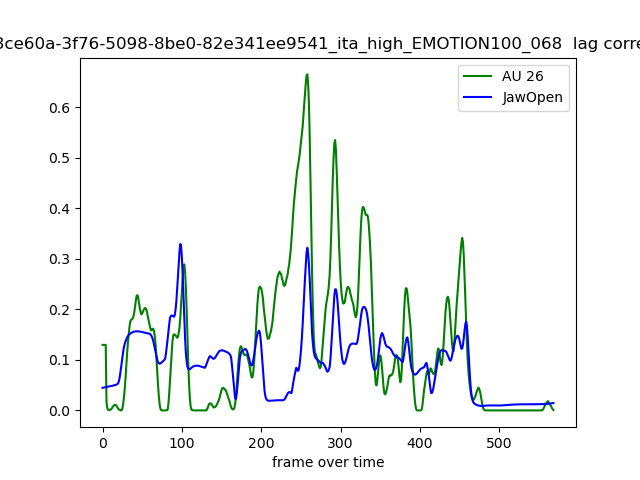 3ce60a-3f76-5098-8be0-82e341ee9541_ita_high_EMOTION100_068 lag corre
AU 26
JawOpen
0.6
0.5
0.4
0.3
0.2
0.1
0.0
0 100 200 300 400 500
frame over time